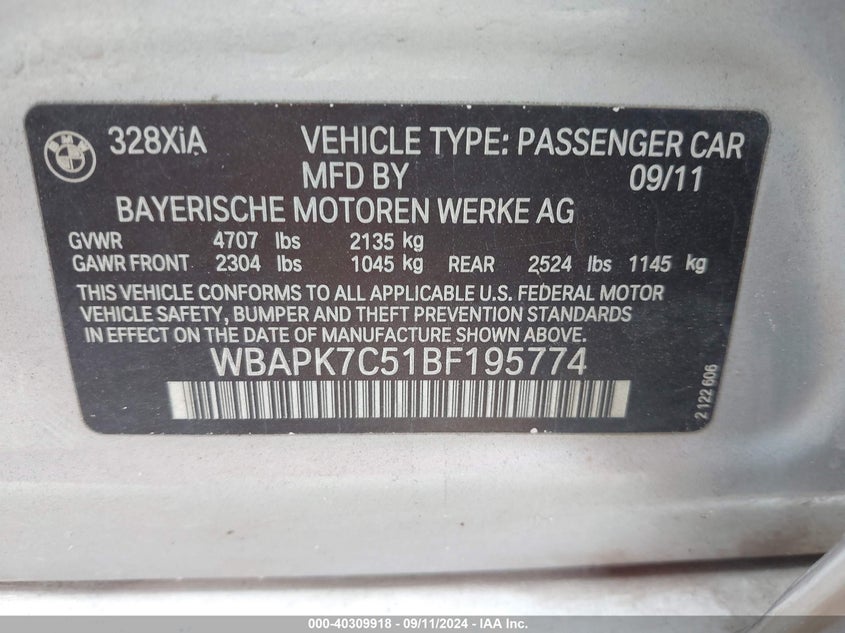 BMW
328XiA VEHICLE TYPE: PASSENGER CAR
MFD BY 09/11
BAYERISCHE MOTOREN WERKE AG
GVWR 4707 lbs 2135 kg
GAWR FRONT 2304 lbs 1045 kg REAR 2524 lbs 1145 kg
THIS VEHICLE CONFORMS TO ALL APPLICABLE U.S. FEDERAL MOTOR
VEHICLE SAFETY, BUMPER AND THEFT PREVENTION STANDARDS
IN EFFECT ON THE DATE OF MANUFACTURE SHOWN ABOVE.
WBAPK7C51BF195774
2 122 606
000-40309918 - 09/11/2024 - IAAI Inc.